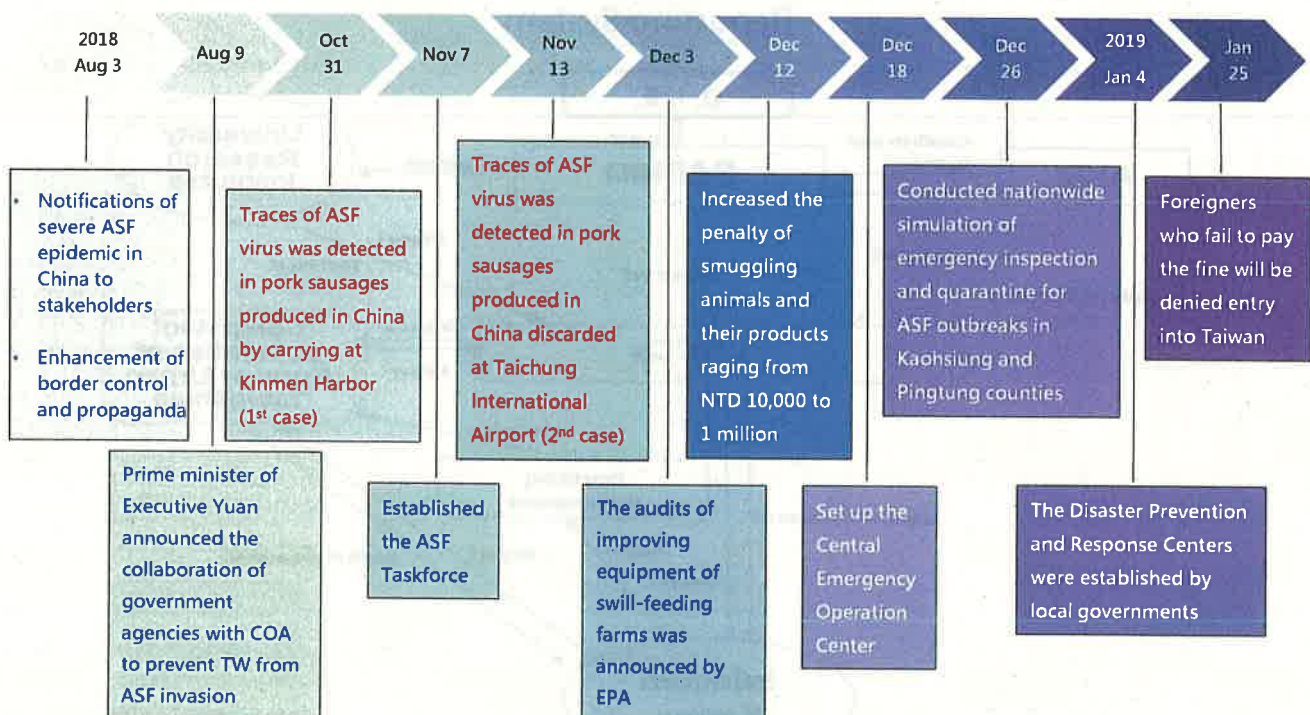 2018
Aug 3
Aug 9
Oct
31
Nov 7
Nov
13
Dec 3
Dec
12
Dec
18
Dec
26
2019
Jan 4
Jan
25
• Notifications of
severe ASF
epidemic in
China to
stakeholders
• Enhancement of
border control
and propaganda
Prime minister of
Executive Yuan
announced the
collaboration of
government
agencies with COA
to prevent TW from
ASF invasion
Traces of ASF
virus was detected
in pork sausages
produced in China
by carrying at
Kinmen Harbor
(1st case)
Established
the ASF
Taskforce
Traces of ASF
virus was
detected in pork
sausages
produced in
China discarded
at Taichung
International
Airport (2nd case)
The audits of
improving
equipment of
swill-feeding
farms was
announced by
EPA
Increased the
penalty of
smuggling
animals and
their products
raging from
NTD 10,000 to
1 million
Set up the
Central
Emergency
Operation
Center
Conducted nationwide
simulation of
emergency inspection
and quarantine for
ASF outbreaks in
Kaohsiung and
Pingtung counties
The Disaster Prevention
and Response Centers
were established by
local governments
Foreigners
who fail to pay
the fine will be
denied entry
into Taiwan